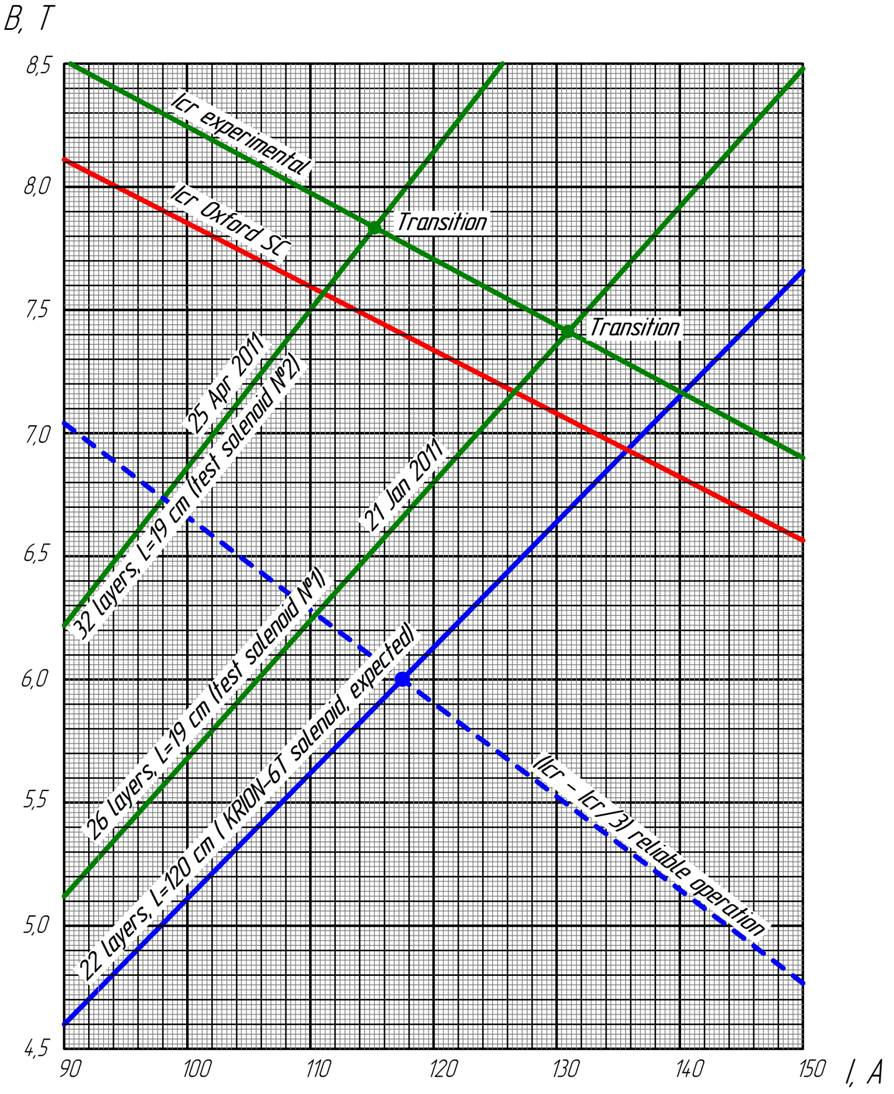 B, T
8,5
Icr experimental
8,0
Icr Oxford SC
Transition
7,5
Transition
25 Apr 2011
32 layers, L=19 cm (test solenoid №2)
7,0
21 Jan 2011
6,5
26 layers, L=19 cm (test solenoid №1)
6,0
22 layers, L=120 cm ( KRION-6T solenoid, expected)
5,5
(Icr - Icr/3) reliable operation
5,0
4,5
90 100 110 120 130 140 150 I, A